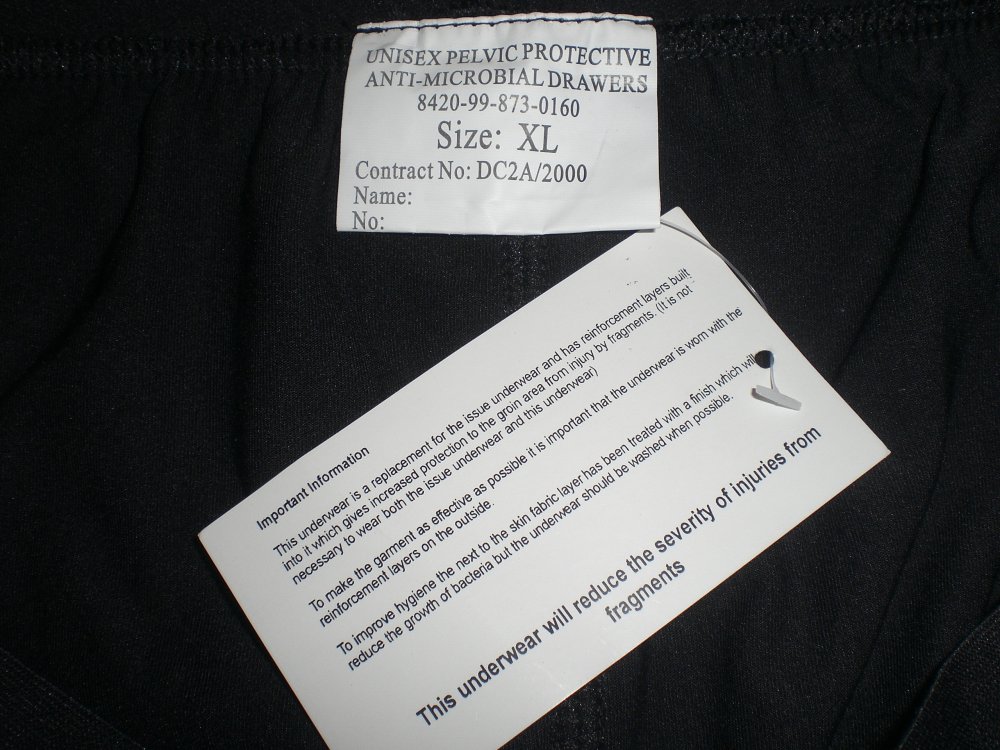 UNISEX PELVIC PROTECTIVE
ANTI-MICROBIAL DRAWERS
8420-99-873-0160
Size: XL
Contract No: DC2A/2000
Name:
No:
Important Information
This underwear is a replacement for the issue underwear and has reinforcement layers built
into it which gives increased protection to the groin area from injury by fragments. (It is not
necessary to wear both the issue underwear and this underwear)
To make the garment as effective as possible it is important that the underwear is worn with the
reinforcement layers on the outside.
To improve hygiene the next to the skin fabric layer has been treated with a finish which will
reduce the growth of bacteria but the underwear should be washed when possible.
This underwear will reduce the severity of injuries from
fragments